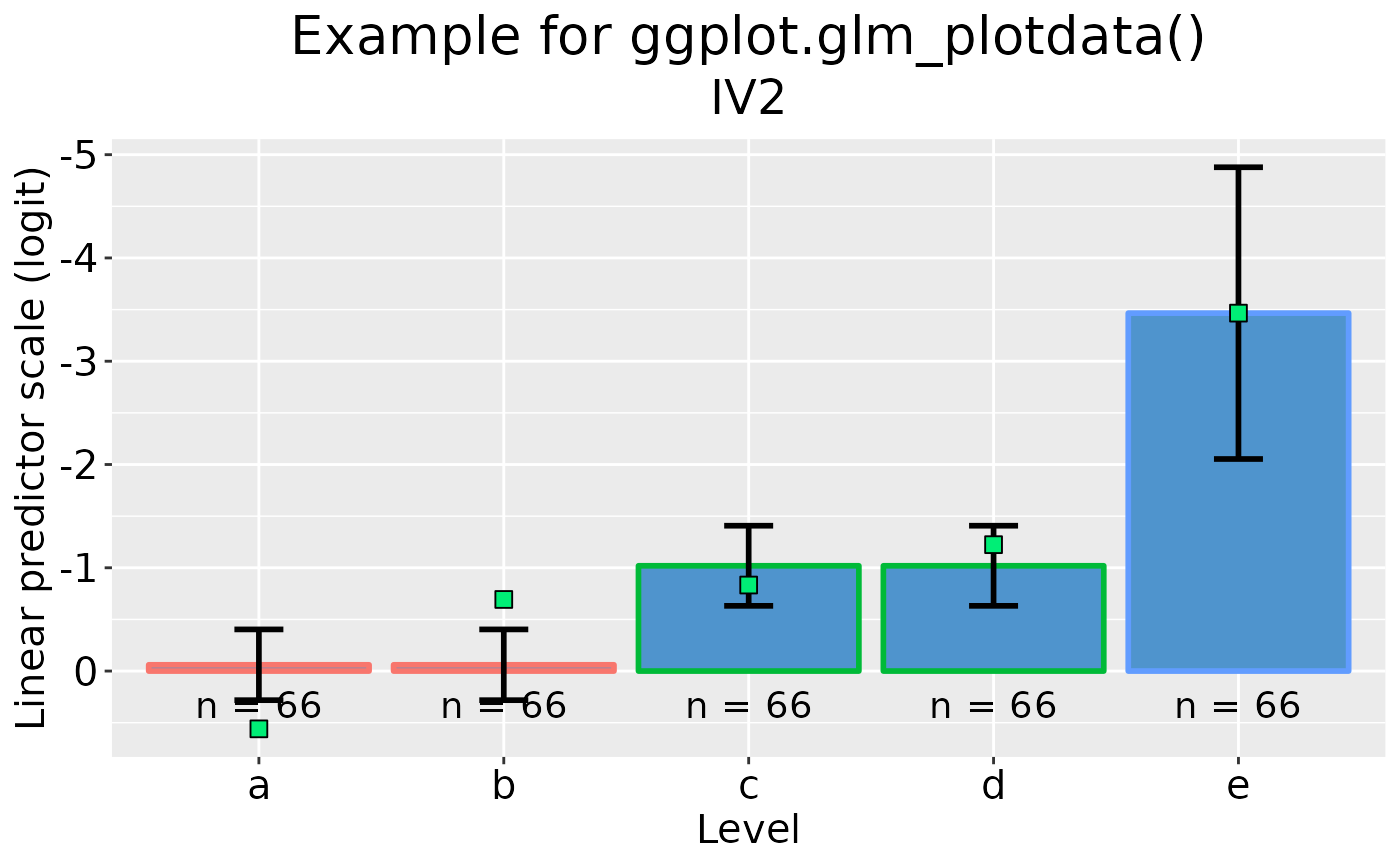 Example for ggplot.glm_plotdata()
IV2
Linear predictor scale (logit)
-5
-4
-3
-2
-1
0
n = 66 n = 66 n = 66 n = 66 n = 66
a b c d e
Level